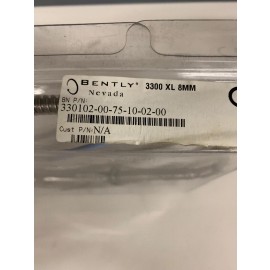 BENTLY 3300 XL 8MM
Nevada
BN P/N:
330102-00-75-10-02-00
Cust P/N:N/A